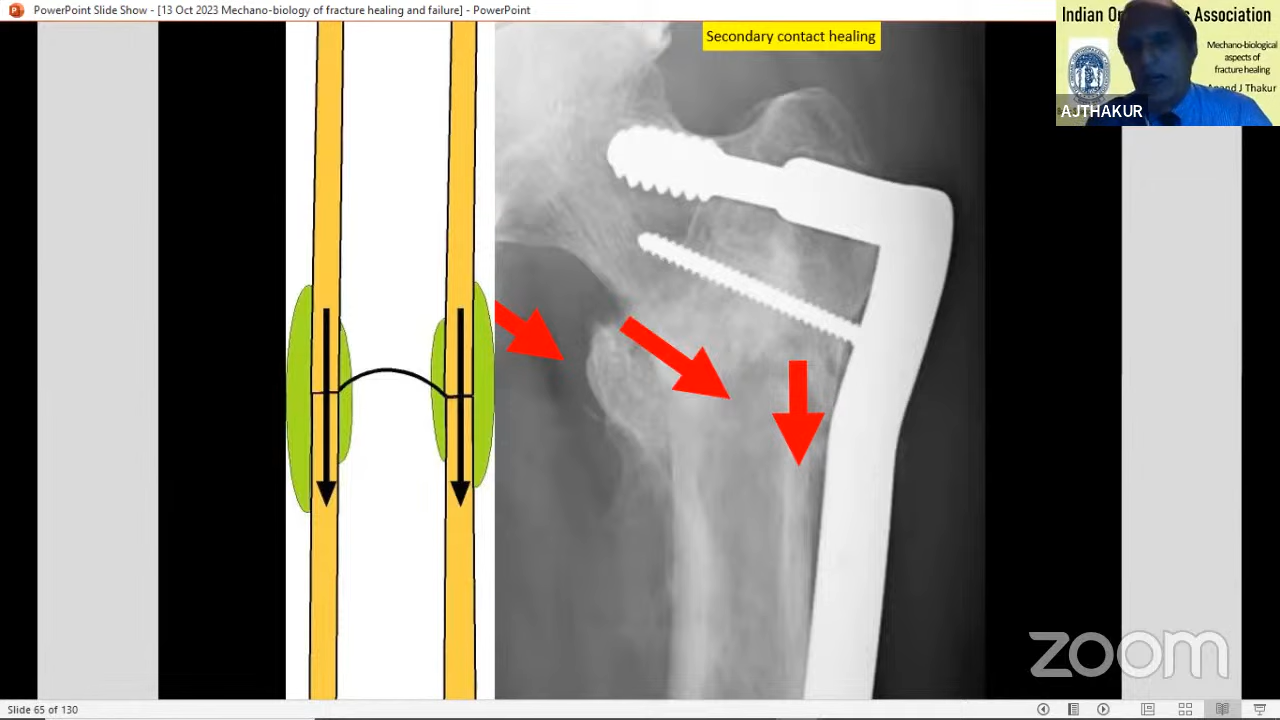 PowerPoint Slide Show - [13 Oct 2023 Mechano-biology of fracture healing and failure] - PowerPoint
Secondary contact healing
Association
Mechano-biological
aspects of
fracture healing
J Thakur
AJTHAKUR
zoom
Slide 65 of 130